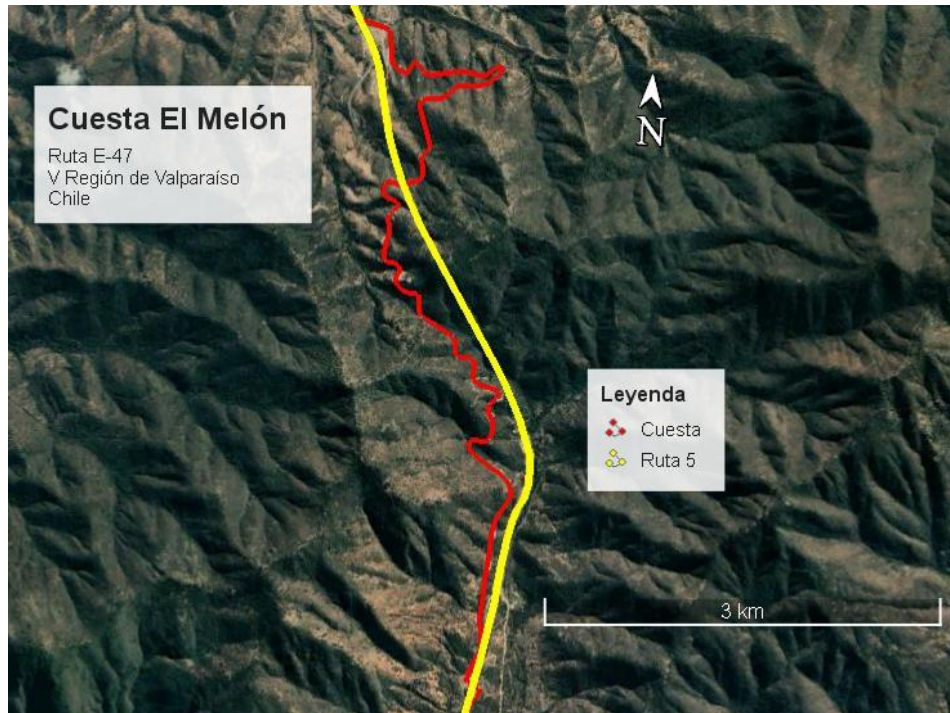 Cuesta El Melón
Ruta E-47
V Región de Valparaíso
Chile
N
Leyenda
Cuesta
Ruta 5
3 km